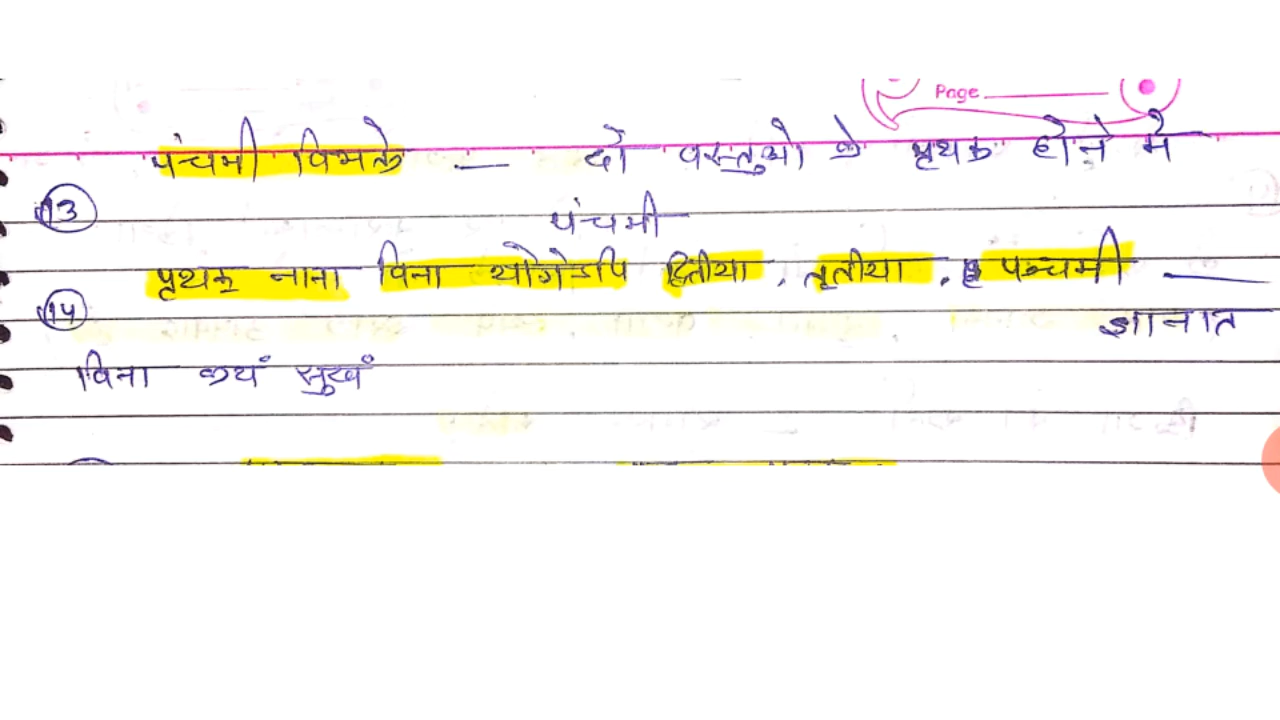 Page
पंचमी विभक्ते — दो वस्तुओ के पृथक होने मे
13 पंचमी
पृथक नाना विना योगेऽपि द्वितीया , तृतीया , पञ्चमी —
14 ज्ञानात
विना कथं सुखं